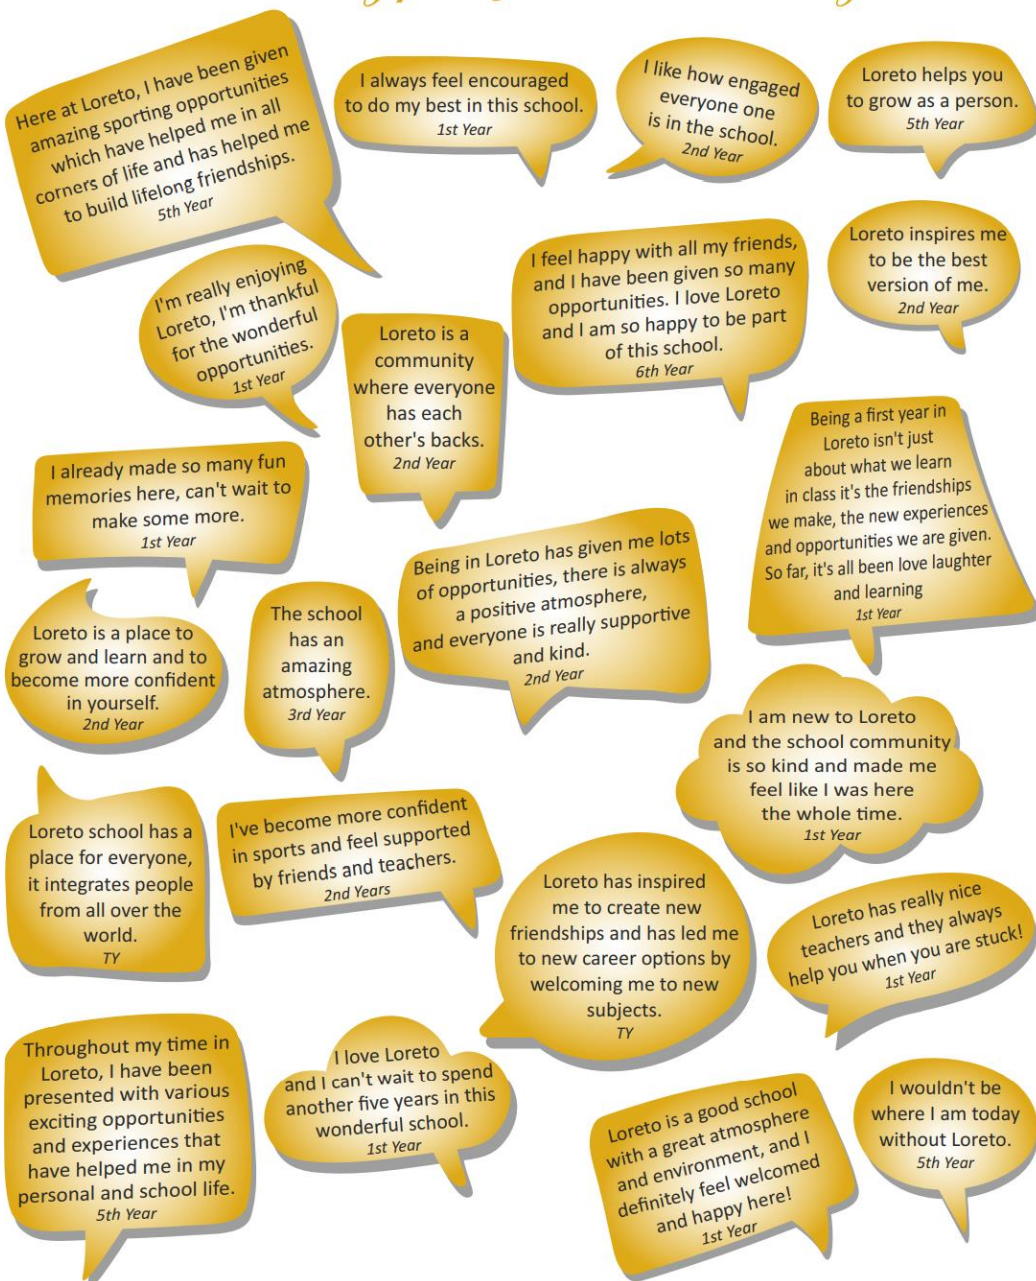 Here at Loreto, I have been given
amazing sporting opportunities
which have helped me in all
corners of life and has helped me
to build lifelong friendships.
5th Year
I always feel encouraged
to do my best in this school.
1st Year
I like how engaged
everyone one
is in the school.
2nd Year
Loreto helps you
to grow as a person.
5th Year
I'm really enjoying
Loreto, I'm thankful
for the wonderful
opportunities.
1st Year
Loreto is a
community
where everyone
has each
other's backs.
2nd Year
I feel happy with all my friends,
and I have been given so many
opportunities. I love Loreto
and I am so happy to be part
of this school.
6th Year
Loreto inspires me
to be the best
version of me.
2nd Year
I already made so many fun
memories here, can't wait to
make some more.
1st Year
Being a first year in
Loreto isn't just
about what we learn
in class it's the friendships
we make, the new experiences
and opportunities we are given.
So far, it's all been love laughter
and learning
1st Year
Loreto is a place to
grow and learn and to
become more confident
in yourself.
2nd Year
The school
has an
amazing
atmosphere.
3rd Year
Being in Loreto has given me lots
of opportunities, there is always
a positive atmosphere,
and everyone is really supportive
and kind.
2nd Year
I am new to Loreto
and the school community
is so kind and made me
feel like I was here
the whole time.
1st Year
Loreto school has a
place for everyone,
it integrates people
from all over the
world.
TY
I've become more confident
in sports and feel supported
by friends and teachers.
2nd Years
Loreto has inspired
me to create new
friendships and has led me
to new career options by
welcoming me to new
subjects.
TY
Loreto has really nice
teachers and they always
help you when you are stuck!
1st Year
Throughout my time in
Loreto, I have been
presented with various
exciting opportunities
and experiences that
have helped me in my
personal and school life.
5th Year
I love Loreto
and I can't wait to spend
another five years in this
wonderful school.
1st Year
Loreto is a good school
with a great atmosphere
and environment, and I
definitely feel welcomed
and happy here!
1st Year
I wouldn't be
where I am today
without Loreto.
5th Year